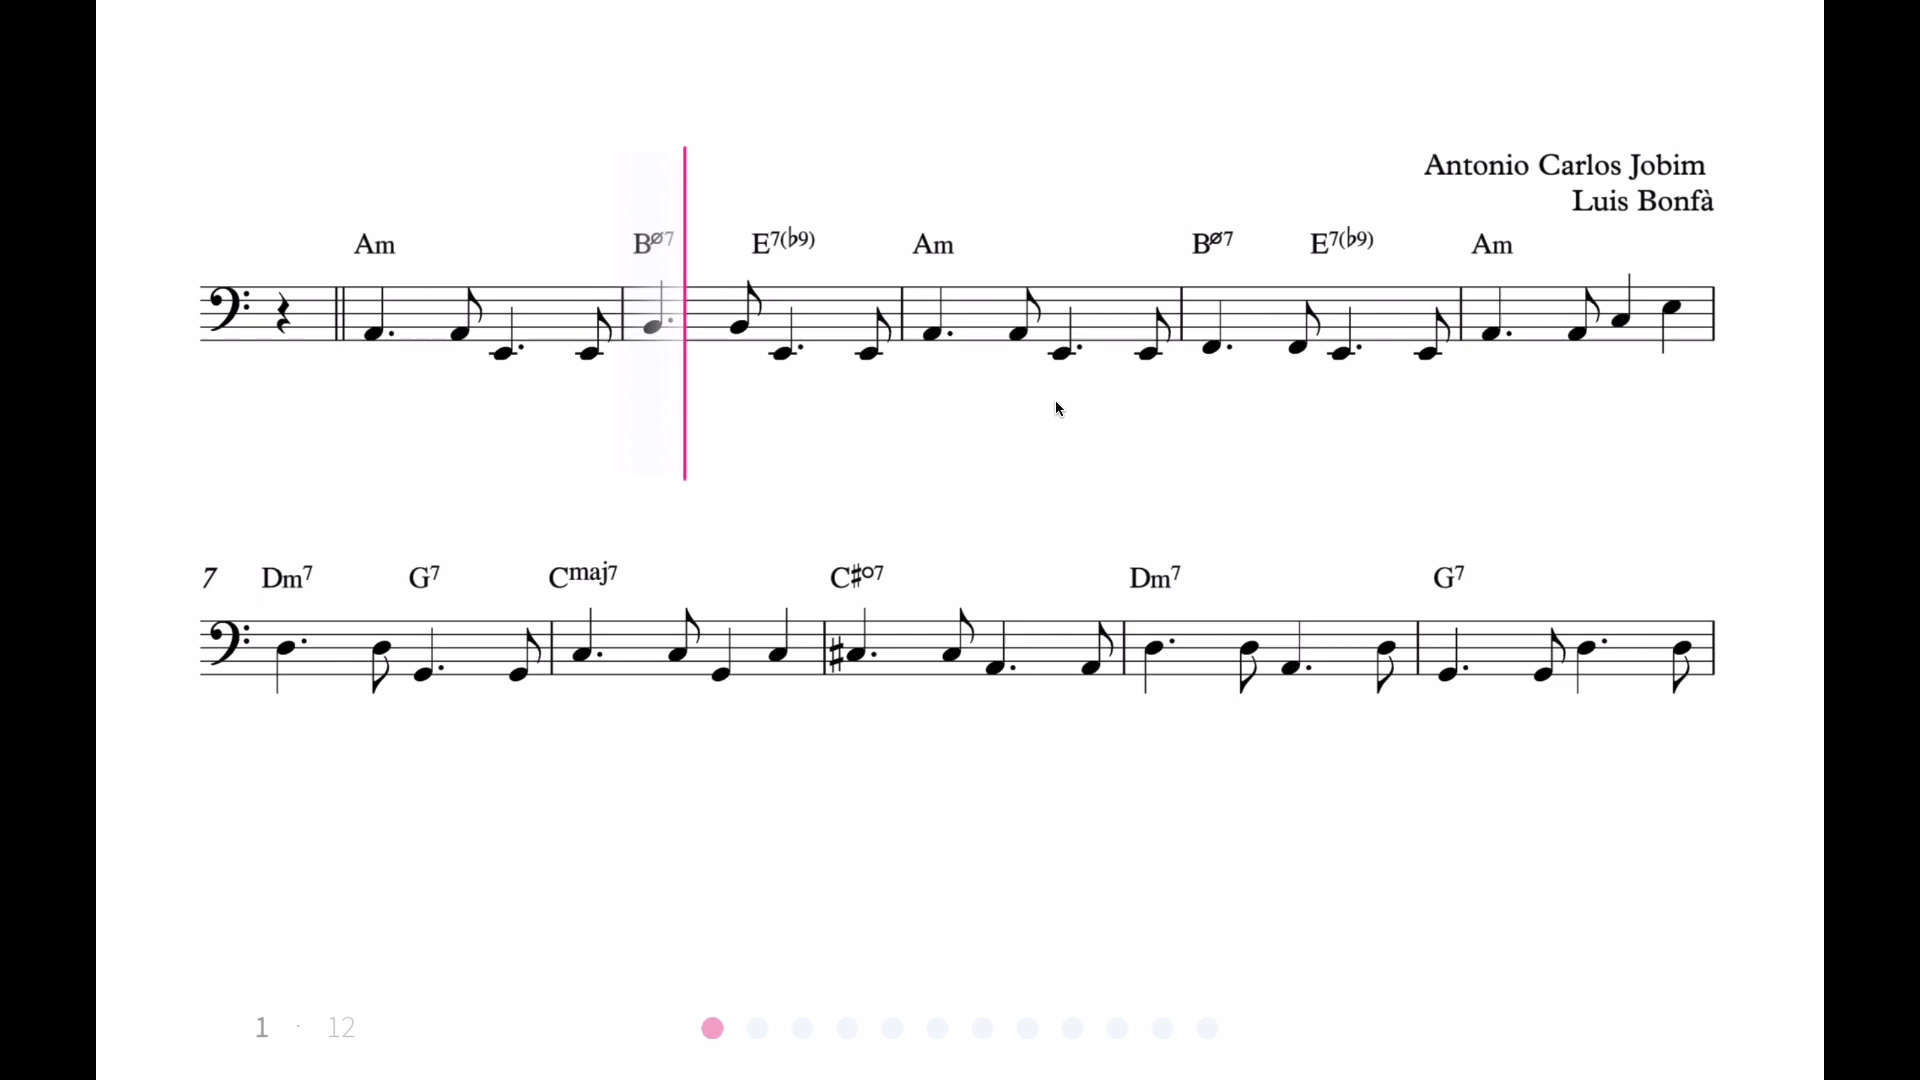 Antonio Carlos Jobim
Luis Bonfà
Am Bø7 E7(♭9) Am Bø7 E7(♭9) Am
7 Dm7 G7 Cmaj7 C♯o7 Dm7 G7
1 · 12